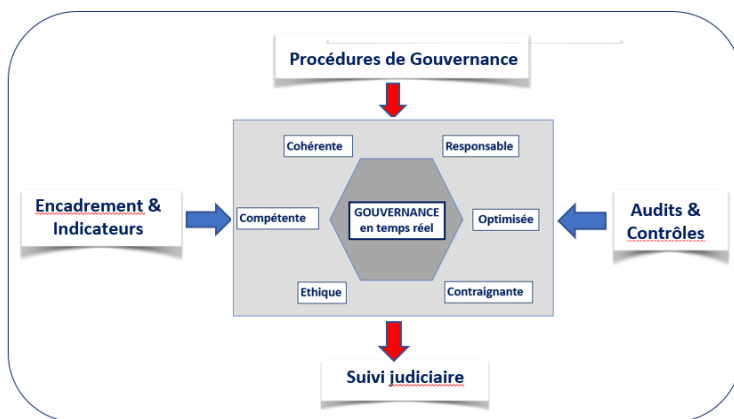 Procédures de Gouvernance
Cohérente
Responsable
Encadrement &
Indicateurs
Compétente
GOUVERNANCE
en temps réel
Optimisée
Audits &
Contrôles
Ethique
Contraignante
Suivi judiciaire